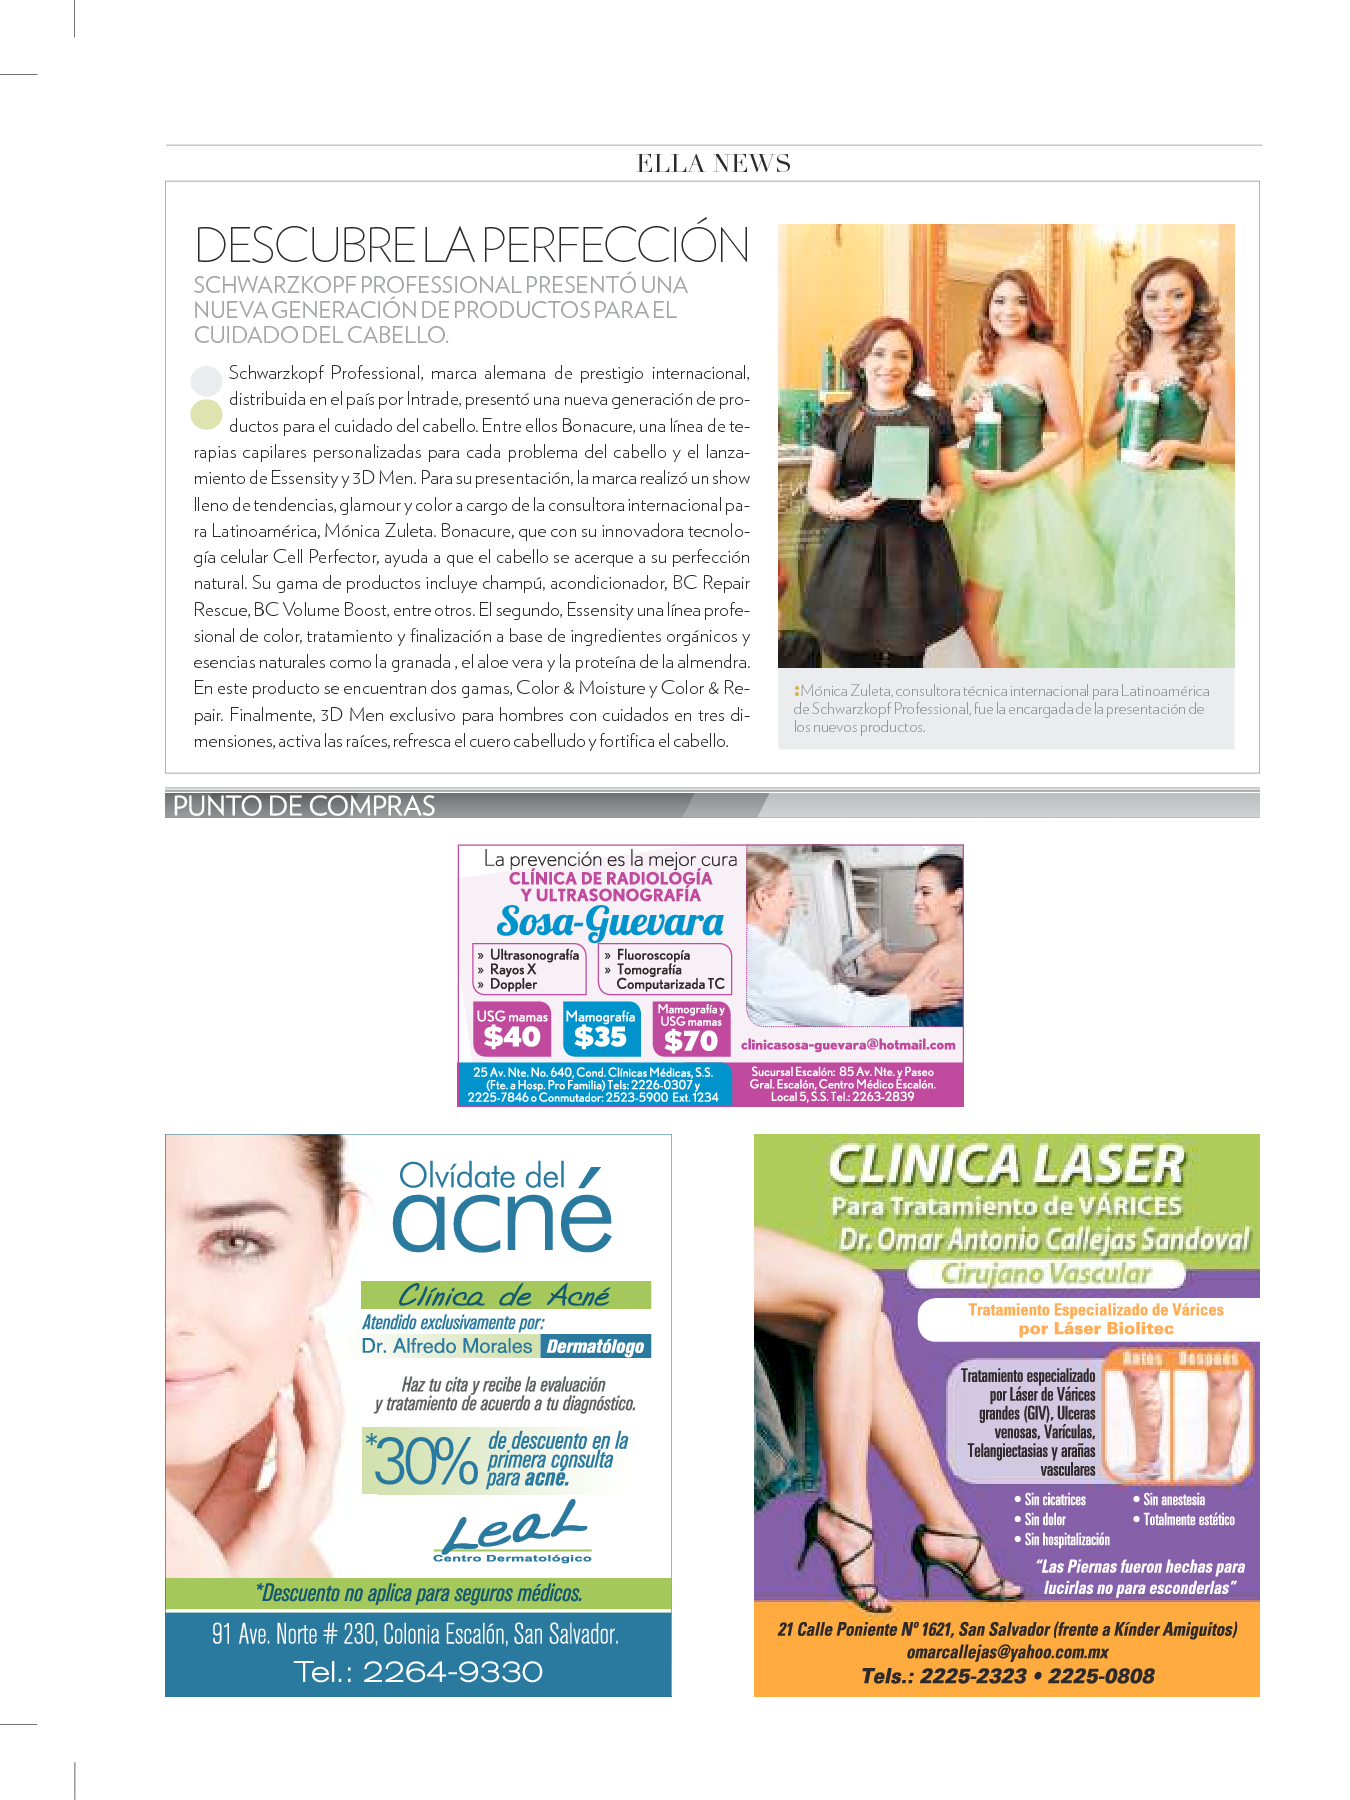 ELLA NEWS
DESCUBRE LA PERFECCIÓN
SCHWARZKOPF PROFESSIONAL PRESENTÓ UNA
NUEVA GENERACIÓN DE PRODUCTOS PARA EL
CUIDADO DEL CABELLO.
Schwarzkopf Professional, marca alemana de prestigio internacional,
distribuida en el país por Intrade, presentó una nueva generación de pro-
ductos para el cuidado del cabello. Entre ellos Bonacure, una línea de te-
rapias capilares personalizadas para cada problema del cabello y el lanza-
miento de Essensity y 3D Men. Para su presentación, la marca realizó un show
lleno de tendencias, glamour y color a cargo de la consultora internacional pa-
ra Latinoamérica, Mónica Zuleta. Bonacure, que con su innovadora tecnolo-
gía celular Cell Perfector, ayuda a que el cabello se acerque a su perfección
natural. Su gama de productos incluye champú, acondicionador, BC Repair
Rescue, BC Volume Boost, entre otros. El segundo, Essensity una línea profe-
sional de color, tratamiento y finalización a base de ingredientes orgánicos y
esencias naturales como la granada , el aloe vera y la proteína de la almendra.
En este producto se encuentran dos gamas, Color & Moisture y Color & Re-
pair. Finalmente, 3D Men exclusivo para hombres con cuidados en tres di-
mensiones, activa las raíces, refresca el cuero cabelludo y fortifica el cabello.
:Mónica Zuleta, consultora técnica internacional para Latinoamérica
de Schwarzkopf Professional, fue la encargada de la presentación de
los nuevos productos.
PUNTO DE COMPRAS
La prevención es la mejor cura
CLÍNICA DE RADIOLOGÍA
Y ULTRASONOGRAFÍA
Sosa-Guevara
» Ultrasonografía
» Rayos X
» Doppler
» Fluoroscopía
» Tomografía
Computarizada TC
USG mamas
$40
Mamografía
$35
Mamografía y
USG mamas
$70
clinicasosa-guevara@hotmail.com
25 Av. Nte. No. 640, Cond. Clínicas Médicas, S.S.
(Fte. a Hosp. Pro Familia) Tels: 2226-0307 y
2225-7846 o Conmutador: 2523-5900 Ext. 1234
Sucursal Escalón: 85 Av. Nte. y Paseo
Gral. Escalón, Centro Médico Escalón.
Local 5, S.S. Tel.: 2263-2839
Olvídate del
acné
Clínica de Acné
Atendido exclusivamente por:
Dr. Alfredo Morales Dermatólogo
Haz tu cita y recibe la evaluación
y tratamiento de acuerdo a tu diagnóstico.
*30%
de descuento en la
primera consulta
para acné.
Leal
Centro Dermatológico
*Descuento no aplica para seguros médicos.
91 Ave. Norte # 230, Colonia Escalón, San Salvador.
Tel.: 2264-9330
CLINICA LASER
Para Tratamiento de VÁRICES
Dr. Omar Antonio Callejas Sandoval
Cirujano Vascular
Tratamiento Especializado de Várices
por Láser Biolitec
Antes Después
Tratamiento especializado
por Láser de Várices
grandes (GIV), Ulceras
venosas, Varículas,
Telangiectasias y arañas
vasculares
• Sin cicatrices
• Sin dolor
• Sin hospitalización
• Sin anestesia
• Totalmente estético
“Las Piernas fueron hechas para
lucirlas no para esconderlas”
21 Calle Poniente Nº 1621, San Salvador (frente a Kínder Amiguitos)
omarcallejas@yahoo.com.mx
Tels.: 2225-2323 • 2225-0808